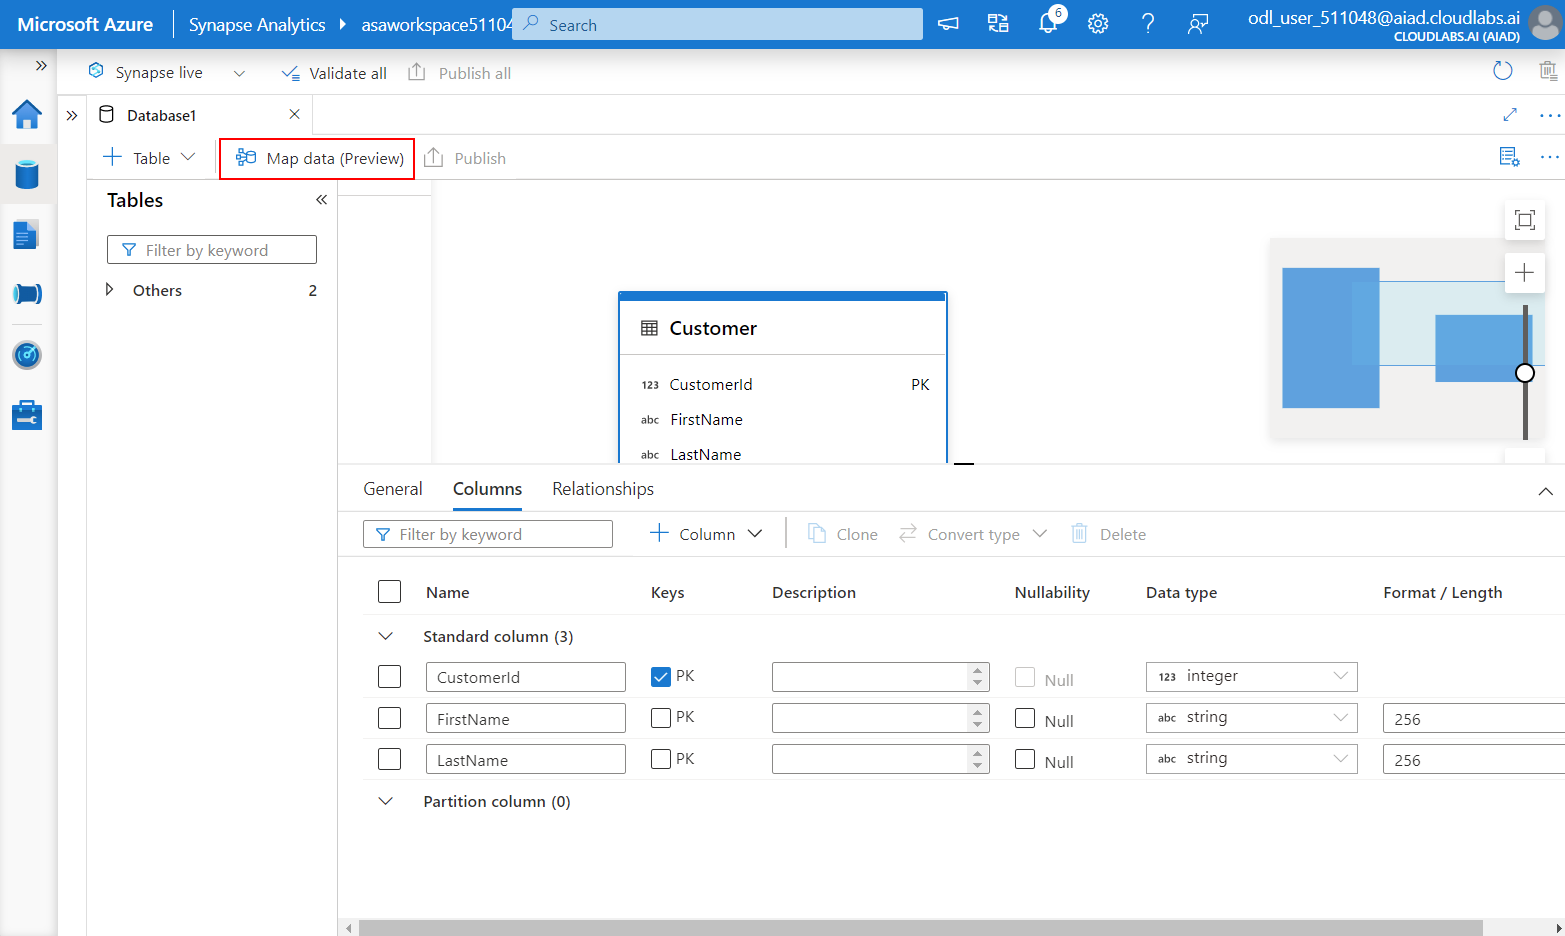 Microsoft Azure
Synapse Analytics
asaworkspace51104
Search
6
odl_user_511048@aiad.cloudlabs.ai
CLOUDLABS.AI (AIAD)
Synapse live
Validate all
Publish all
Database1
Table
Map data (Preview)
Publish
Tables
Filter by keyword
Others 2
Customer
123 CustomerId PK
abc FirstName
abc LastName
General Columns Relationships
Filter by keyword
Column
Clone
Convert type
Delete
Name Keys Description Nullability Data type Format / Length
Standard column (3)
CustomerId PK Null 123 integer
FirstName PK Null abc string 256
LastName PK Null abc string 256
Partition column (0)